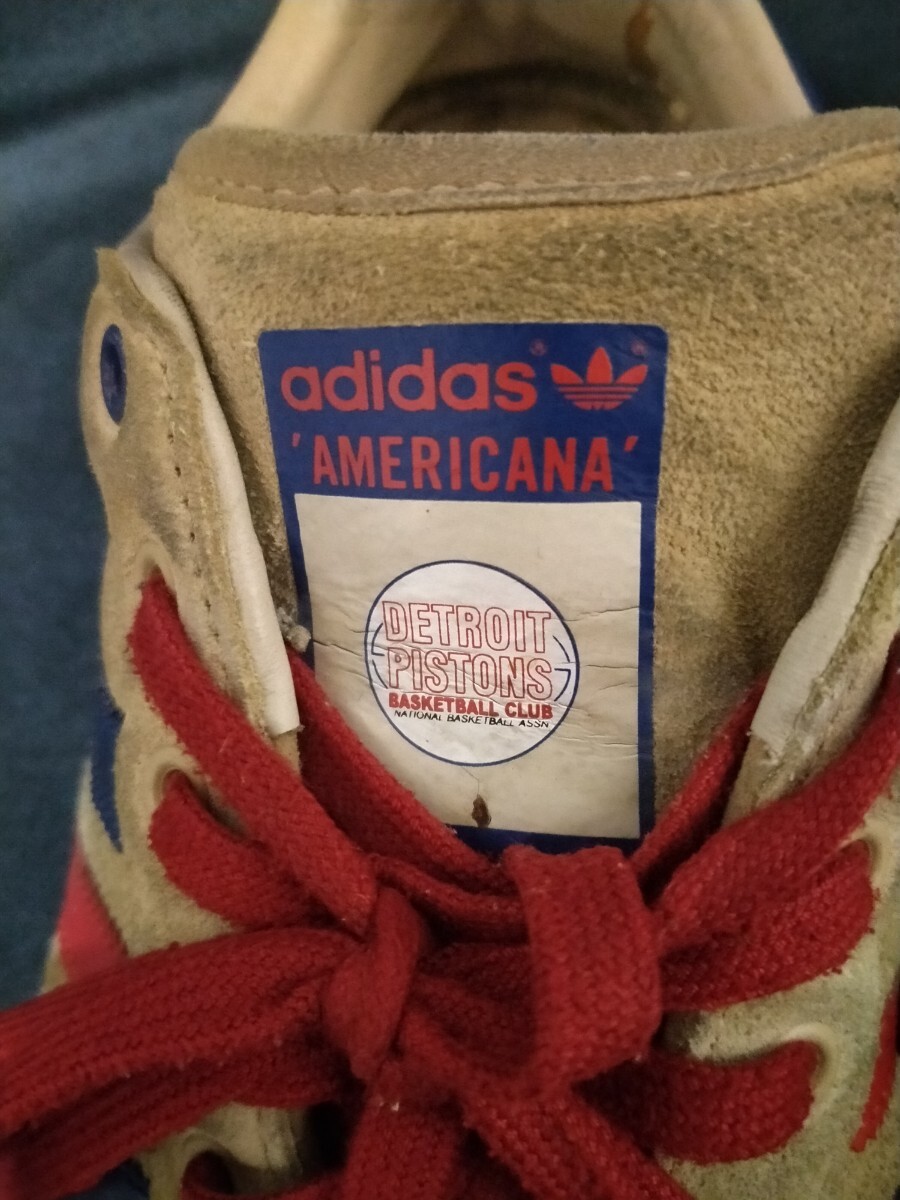 adidas®
'AMERICANA'
DETROIT
PISTONS
BASKETBALL CLUB
NATIONAL BASKETBALL ASSN